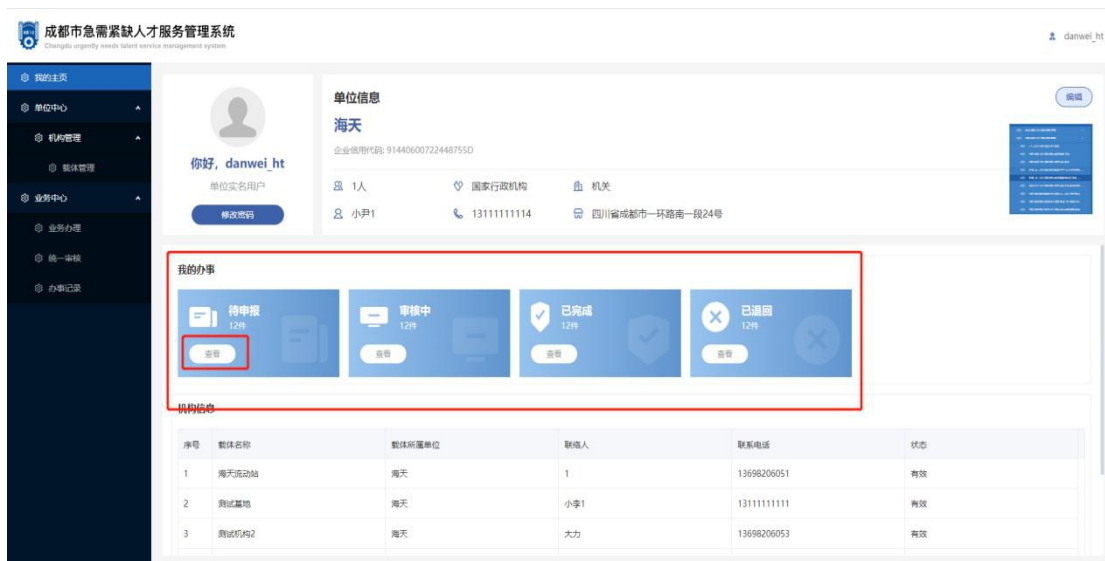 成都市急需紧缺人才服务管理系统
Chengdu urgently needs talent service management system
danwei_ht
我的主页
单位中心
机构管理
载体管理
业务中心
业务办理
统一审核
办事记录
你好, danwei_ht
单位实名用户
修改密码
单位信息
编辑
海天
企业信用代码: 91440600722448755D
1人 国家行政机构 机关
小尹1 13111111114 四川省成都市一环路南一段24号
我的办事
待申报
12件
查看
审核中
12件
查看
已完成
12件
查看
已退回
12件
查看
机构信息
序号 载体名称 载体所属单位 联络人 联系电话 状态
1 海天流动站 海天 1 13698206051 有效
2 测试基地 海天 小李1 13111111111 有效
3 测试机构2 海天 大力 13698206053 有效